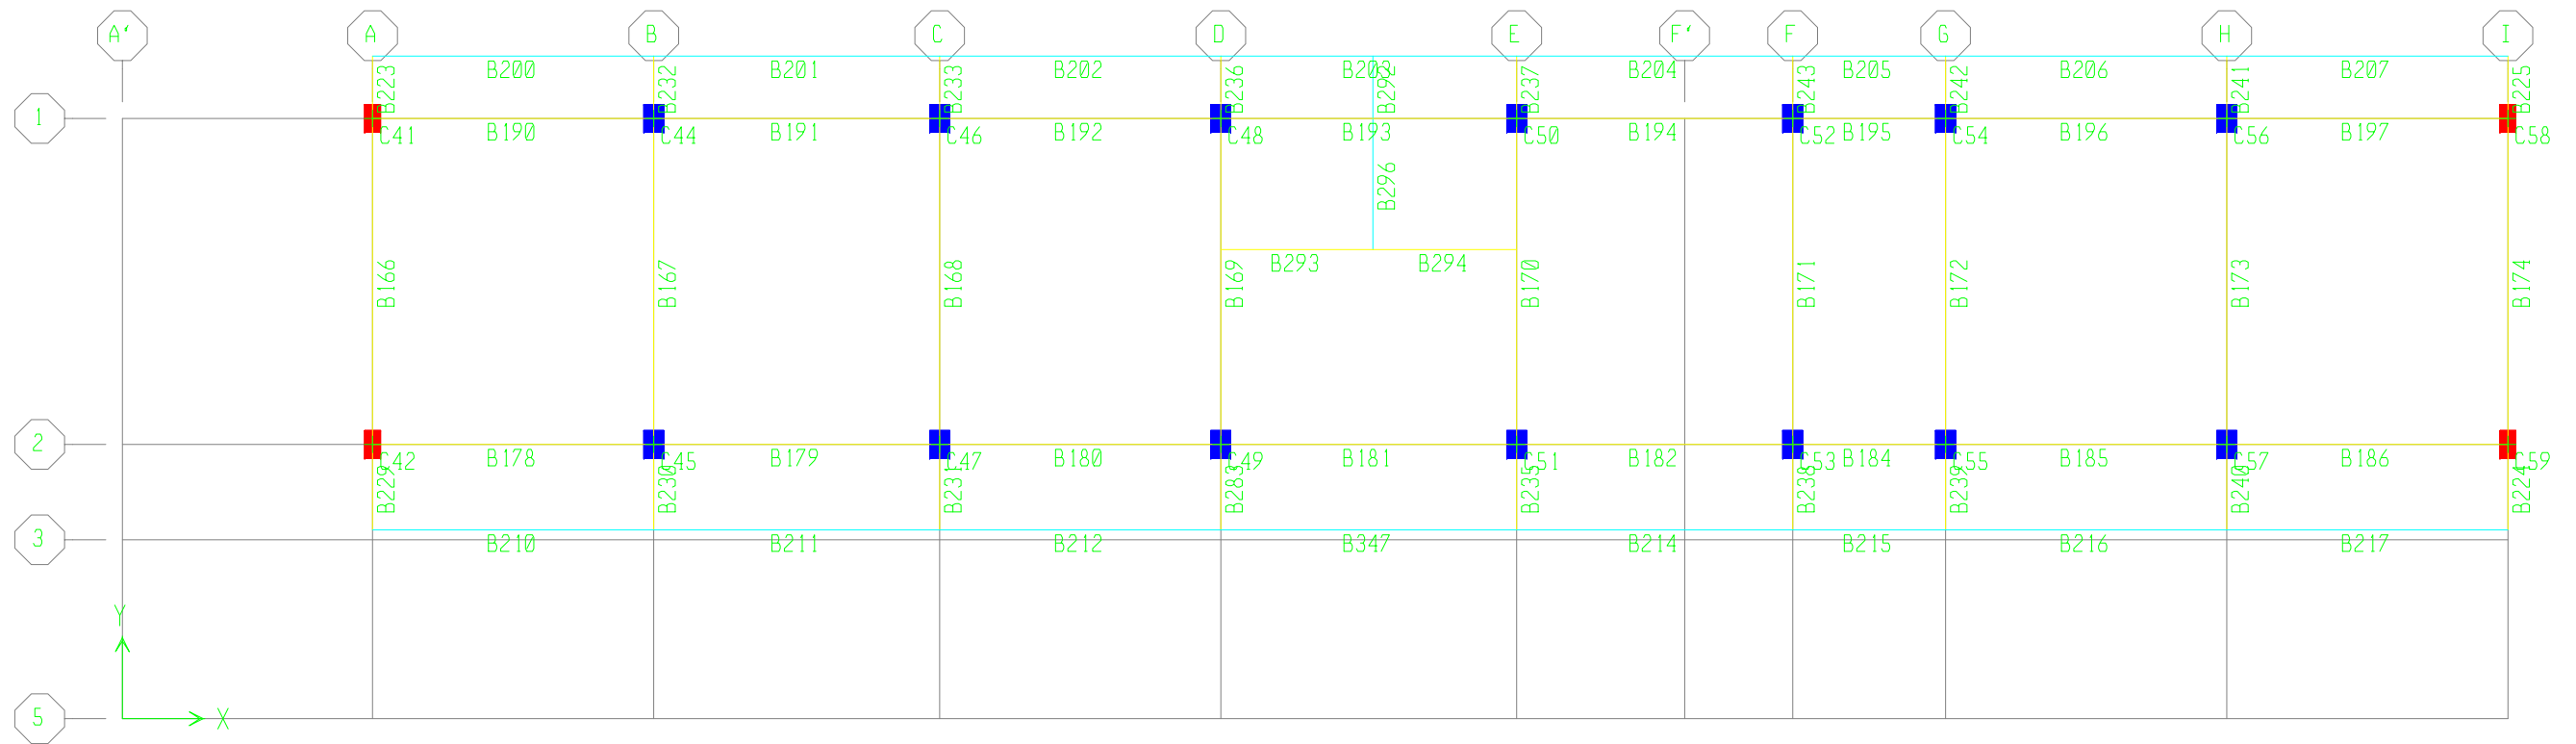 A' A B C D E F' F G H I
B200 B201 B202 B203 B204 B205 B206 B207
B223 B232 B233 B236 B292 B237 B243 B242 B241 B225
1
B190 B191 B192 B193 B194 B195 B196 B197
C41 C44 C46 C48 C50 C52 C54 C56 C58
B296
B293 B294
B166 B167 B168 B169 B170 B171 B172 B173 B174
2
C42 C45 C47 C49 C51 C53 C55 C57 C59
B178 B179 B180 B181 B182 B184 B185 B186
B229 B230 B231 B283 B235 B238 B239 B240 B224
3
B210 B211 B212 B347 B214 B215 B216 B217
Y
5
X